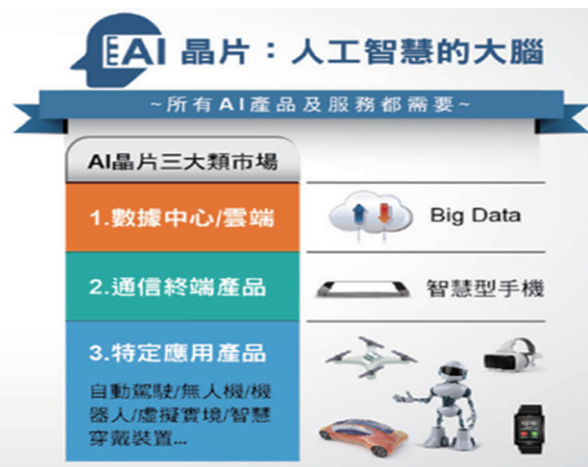 EAI 晶片：人工智慧的大腦
~所有AI產品及服務都需要~
AI晶片三大類市場
1.數據中心/雲端
Big Data
2.通信終端產品
智慧型手機
3.特定應用產品
自動駕駛/無人機/機
器人/虛擬實境/智慧
穿戴裝置...